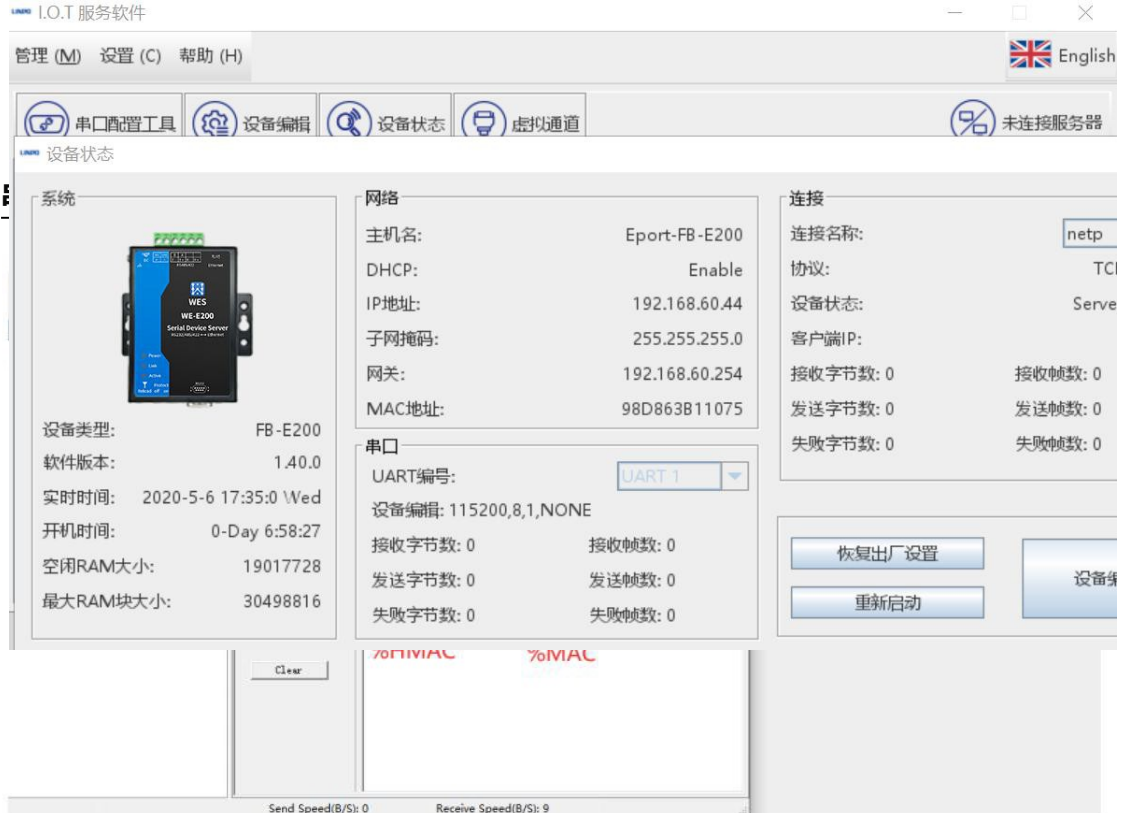 I.O.T 服务软件
管理 (M) 设置 (C) 帮助 (H) English
串口配置工具 设备编辑 设备状态 虚拟通道 未连接服务器
设备状态
系统
WES
WE-E200
Serial Device Server
设备类型: FB-E200
软件版本: 1.40.0
实时时间: 2020-5-6 17:35:0 Wed
开机时间: 0-Day 6:58:27
空闲RAM大小: 19017728
最大RAM块大小: 30498816
网络
主机名: Eport-FB-E200
DHCP: Enable
IP地址: 192.168.60.44
子网掩码: 255.255.255.0
网关: 192.168.60.254
MAC地址: 98D863B11075
串口
UART编号: UART 1
设备编辑: 115200,8,1,NONE
接收字节数: 0 接收帧数: 0
发送字节数: 0 发送帧数: 0
失败字节数: 0 失败帧数: 0
连接
连接名称: netp
协议: TC
设备状态: Serve
客户端IP:
接收字节数: 0 接收帧数: 0
发送字节数: 0 发送帧数: 0
失败字节数: 0 失败帧数: 0
恢复出厂设置
重新启动
设备编
Clear
%HMAC %MAC
Send Speed(B/S): 0 Receive Speed(B/S): 9